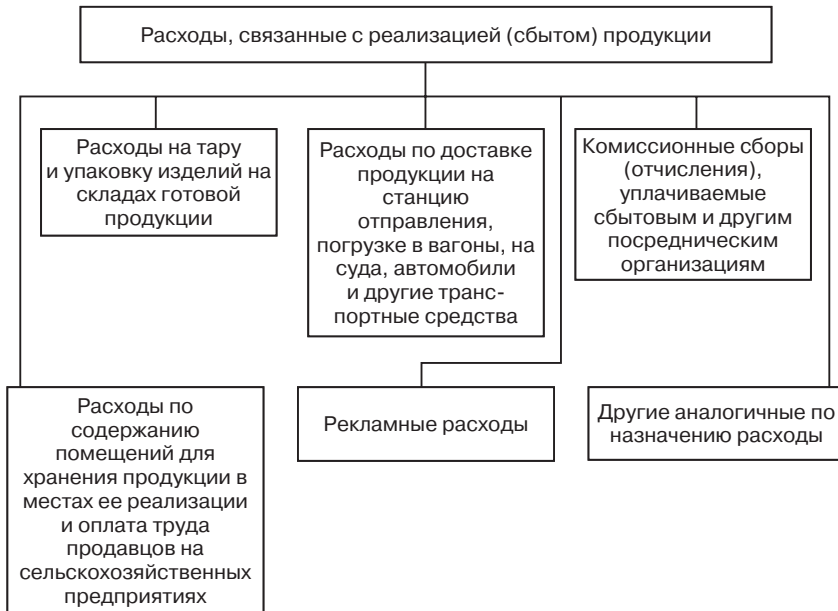 Расходы, связанные с реализацией (сбытом) продукции
Расходы на тару
и упаковку изделий на
складах готовой
продукции
Расходы по доставке
продукции на
станцию
отправления,
погрузке в вагоны, на
суда, автомобили
и другие транс-
портные средства
Комиссионные сборы
(отчисления),
уплачиваемые
сбытовым и другим
посредническим
организациям
Расходы по
содержанию
помещений для
хранения продукции в
местах ее реализации
и оплата труда
продавцов на
сельскохозяйственных
предприятиях
Рекламные расходы
Другие аналогичные по
назначению расходы